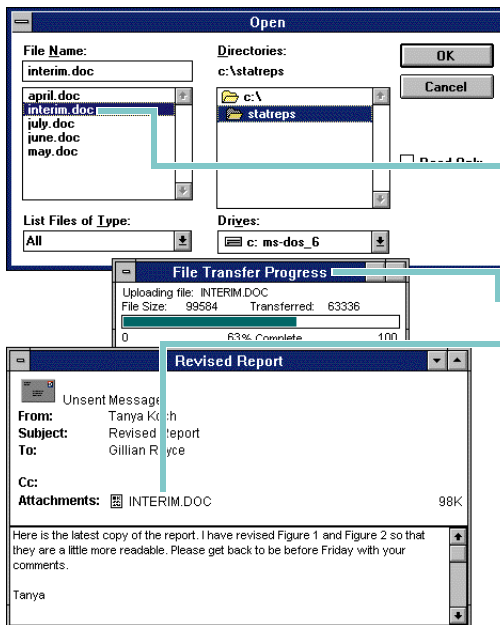 Open
File Name:
interim.doc
april.doc
interim.doc
july.doc
june.doc
may.doc
List Files of Type:
All
Directories:
c:\statreps
c:\
statreps
Drives:
c: ms-dos_6
OK
Cancel
Read Only
File Transfer Progress
Uploading file: INTERIM.DOC
File Size: 99584 Transferred: 63336
0 63% Complete 100
Revised Report
Unsent Message
From: Tanya Koch
Subject: Revised Report
To: Gillian Royce
Cc:
Attachments: INTERIM.DOC 98K
Here is the latest copy of the report. I have revised Figure 1 and Figure 2 so that
they are a little more readable. Please get back to be before Friday with your
comments.
Tanya